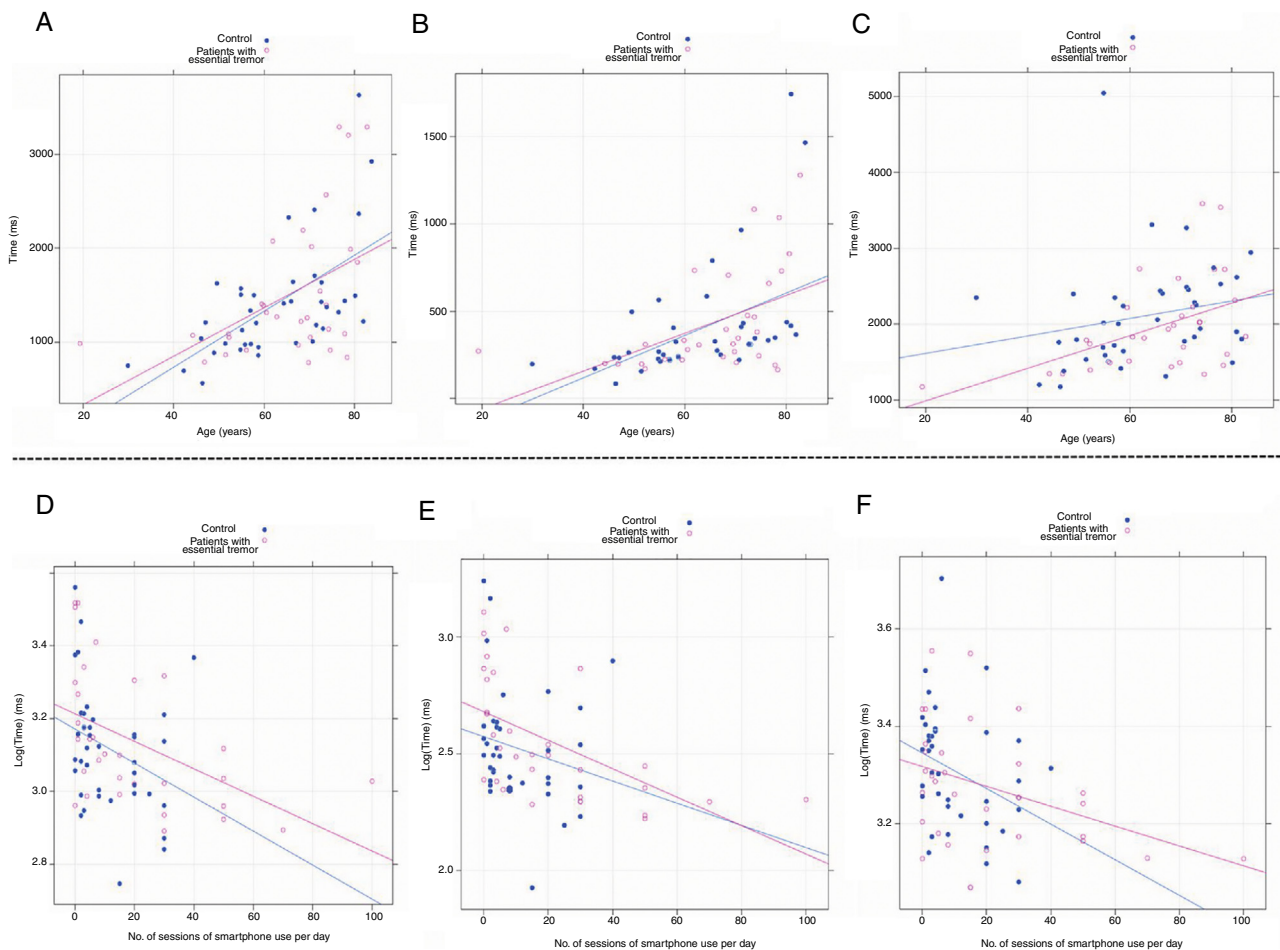 A
Control
Patients with
essential tremor
Time (ms)
3000
2000
1000
20
40
60
80
Age (years)
B
Control
Patients with
essential tremor
Time (ms)
1500
1000
500
20
40
60
80
Age (years)
C
Control
Patients with
essential tremor
Time (ms)
5000
4000
3000
2000
1000
20
40
60
80
Age (years)
D
Control
Patients with
essential tremor
Log(Time) (ms)
3.4
3.2
3.0
2.8
0
20
40
60
80
100
No. of sessions of smartphone use per day
E
Control
Patients with
essential tremor
Log(Time) (ms)
3.0
2.5
2.0
0
20
40
60
80
100
No. of sessions of smartphone use per day
F
Control
Patients with
essential tremor
Log(Time) (ms)
3.6
3.4
3.2
0
20
40
60
80
100
No. of sessions of smartphone use per day